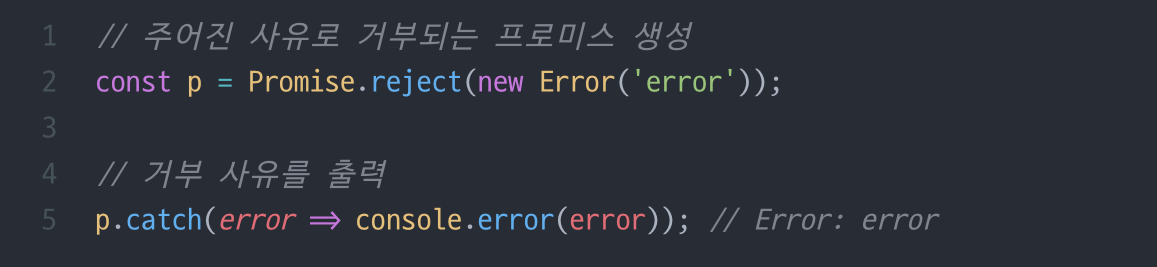 1 // 주어진 사유로 거부되는 프로미스 생성
2 const p = Promise.reject(new Error('error'));
3
4 // 거부 사유를 출력
5 p.catch(error => console.error(error)); // Error: error